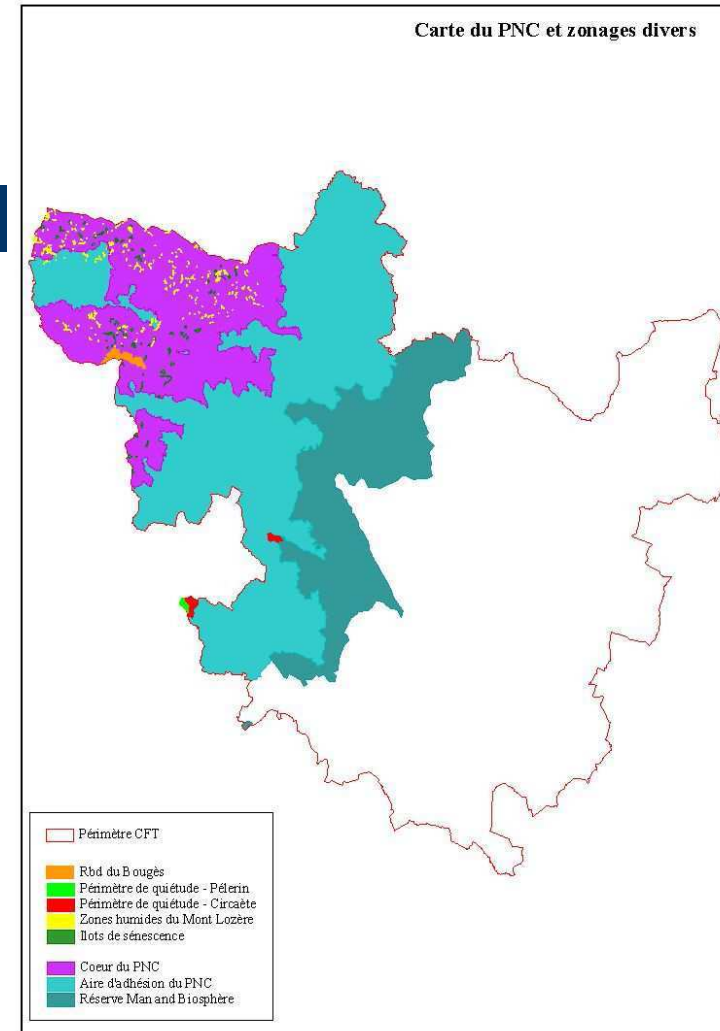 Carte du PNC et zonages divers
Périmètre CFT
Rbd du Bougès
Périmètre de quiétude - Pélerin
Périmètre de quiétude - Circaète
Zones humides du Mont Lozère
Ilots de sénescence
Coeur du PNC
Aire d'adhésion du PNC
Réserve Man and Biosphère